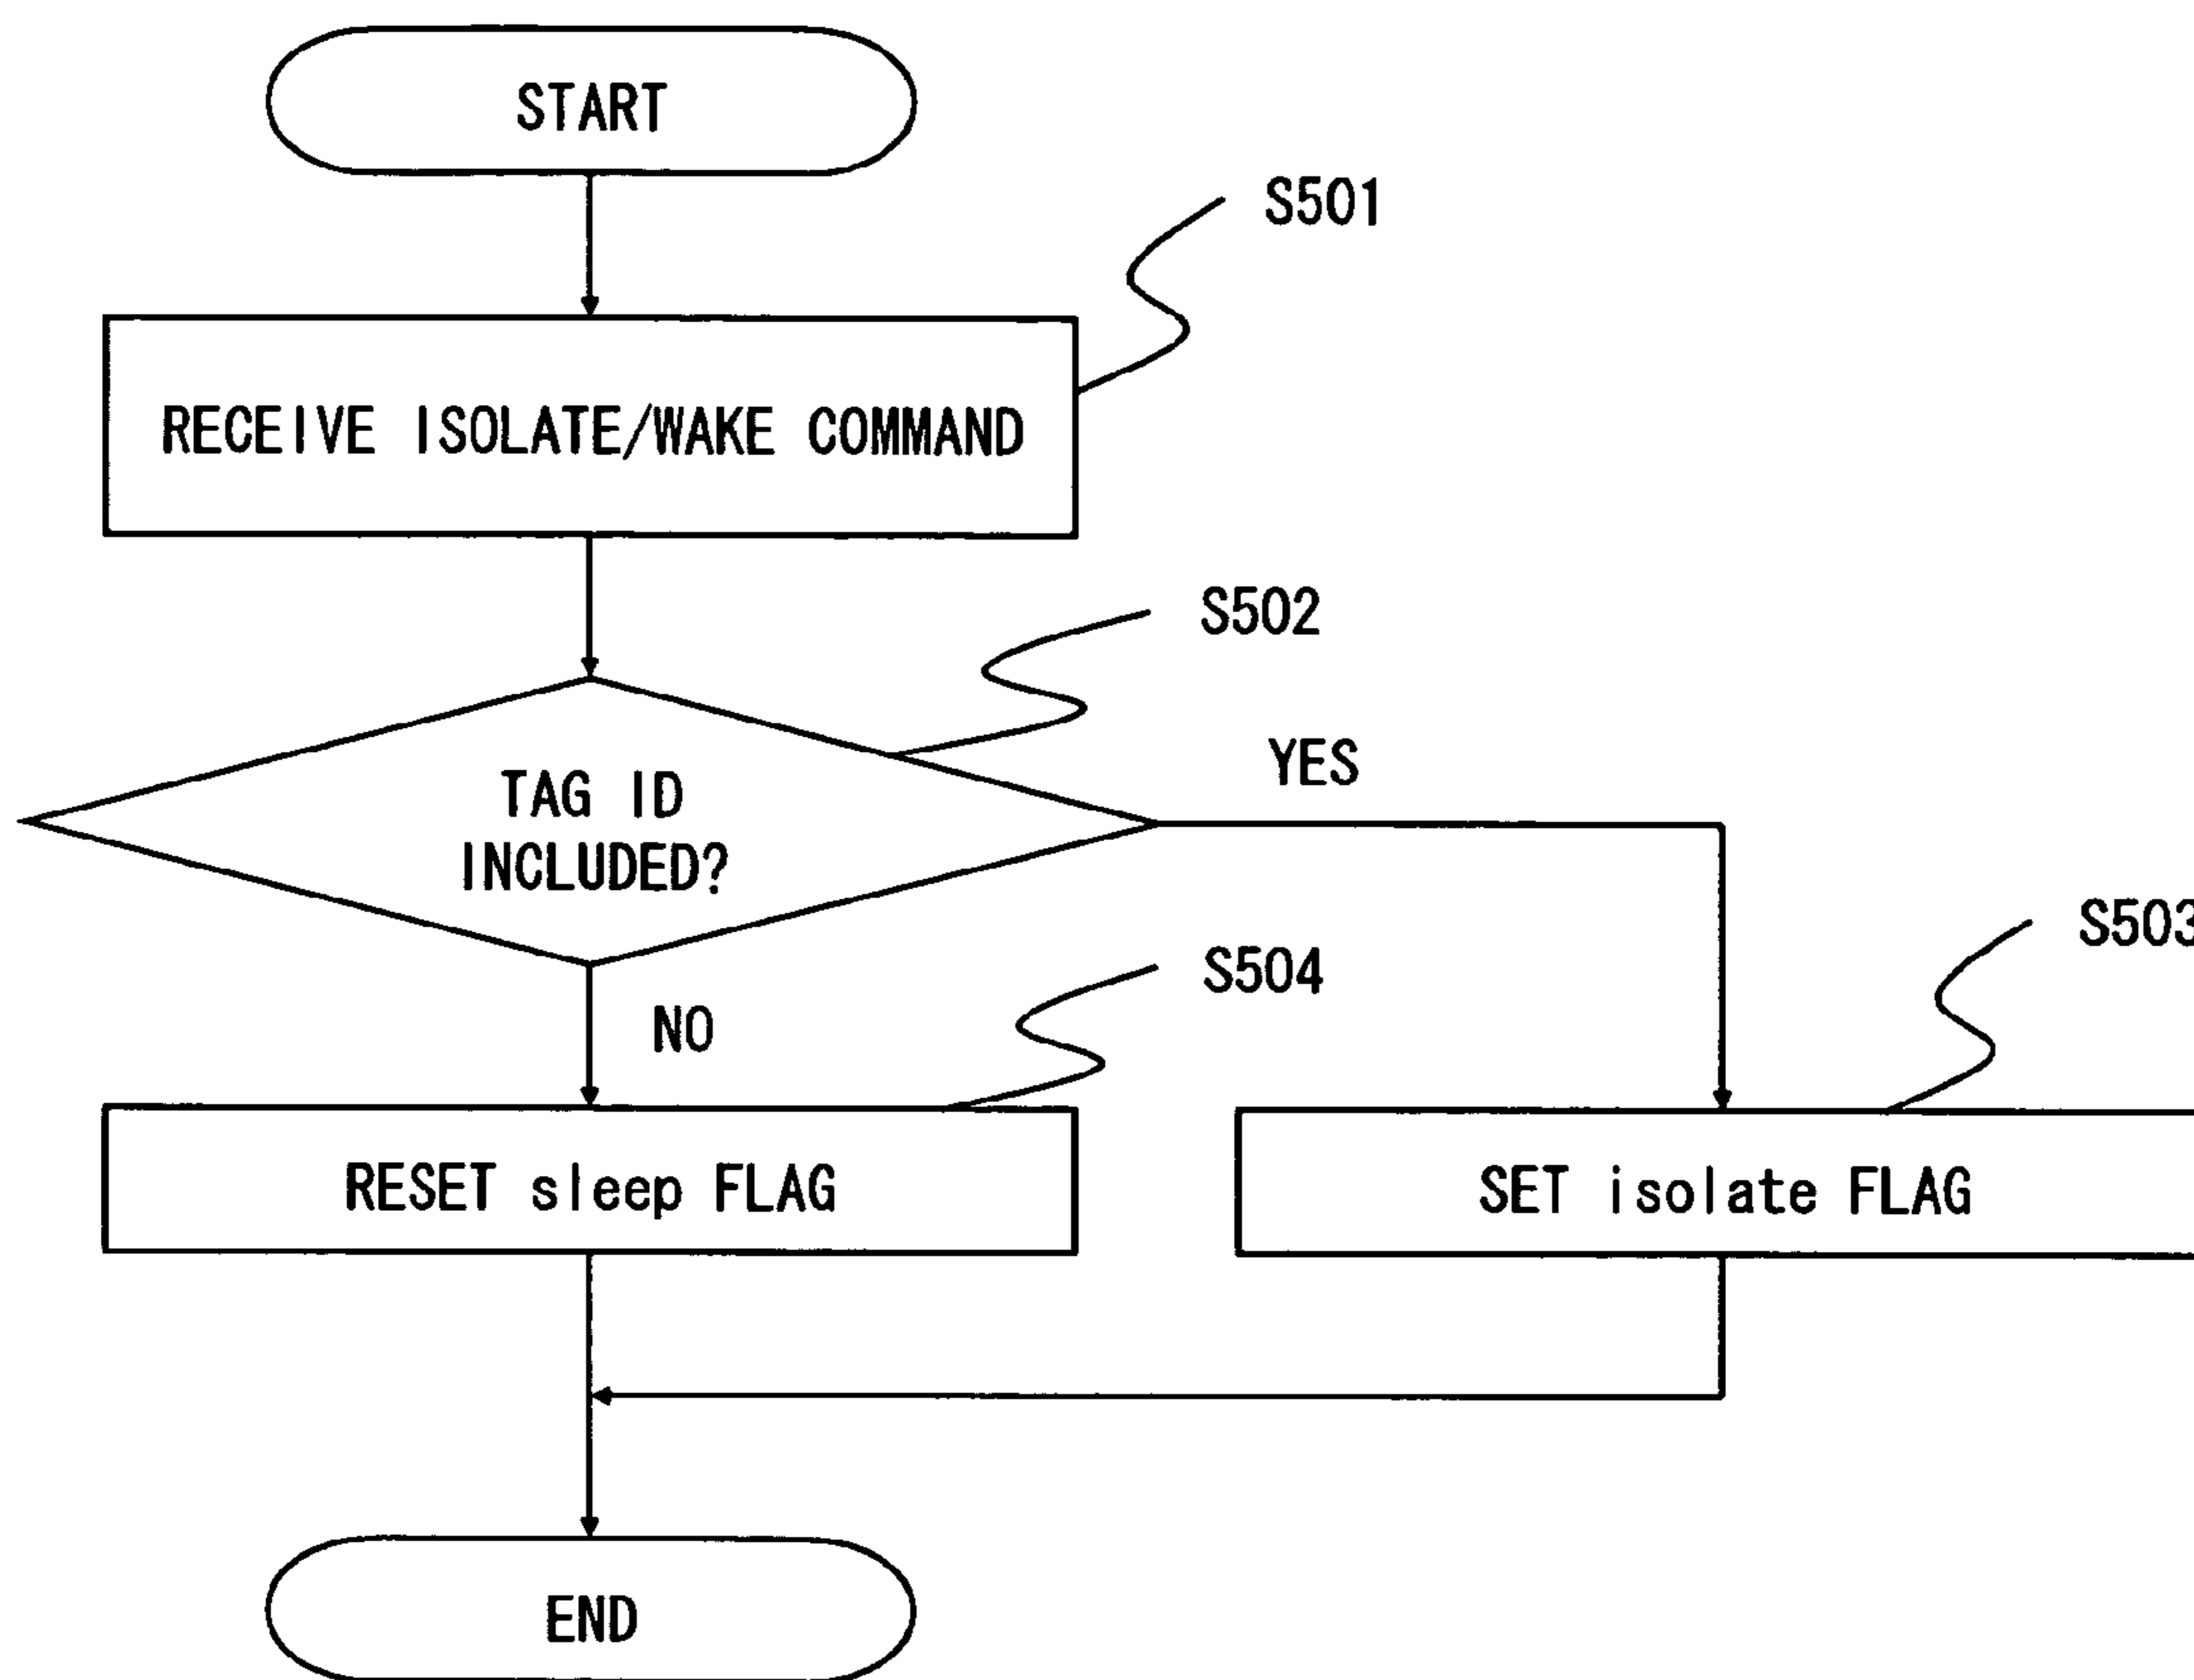 START
S501
RECEIVE ISOLATE/WAKE COMMAND
S502
YES
TAG ID
INCLUDED?
S503
S504
NO
RESET sleep FLAG
SET isolate FLAG
END